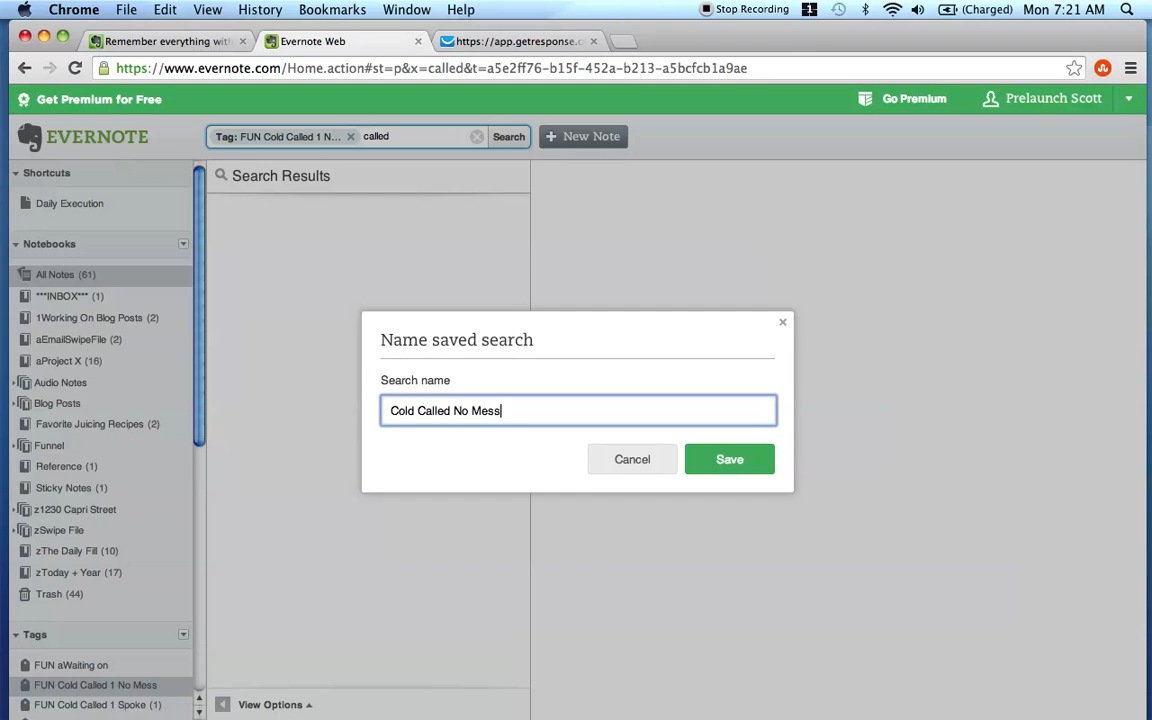 Chrome File Edit View History Bookmarks Window Help Stop Recording 1 (Charged) Mon 7:21 AM
Remember everything with Evernote Web https://app.getresponse.c
https://www.evernote.com/Home.action#st=p&x=called&t=a5e2ff76-b15f-452a-b213-a5bcfcb1a9ae
Get Premium for Free Go Premium Prelaunch Scott
EVERNOTE Tag: FUN Cold Called 1 N... called Search + New Note
Shortcuts
Daily Execution
Notebooks
All Notes (61)
***INBOX*** (1)
1Working On Blog Posts (2)
aEmailSwipeFile (2)
aProject X (16)
Audio Notes
Blog Posts
Favorite Juicing Recipes (2)
Funnel
Reference (1)
Sticky Notes (1)
z1230 Capri Street
zSwipe File
zThe Daily Fill (10)
zToday + Year (17)
Trash (44)
Tags
FUN aWaiting on
FUN Cold Called 1 No Mess
FUN Cold Called 1 Spoke (1)
Search Results
View Options
Name saved search
Search name
Cold Called No Mess
Cancel Save